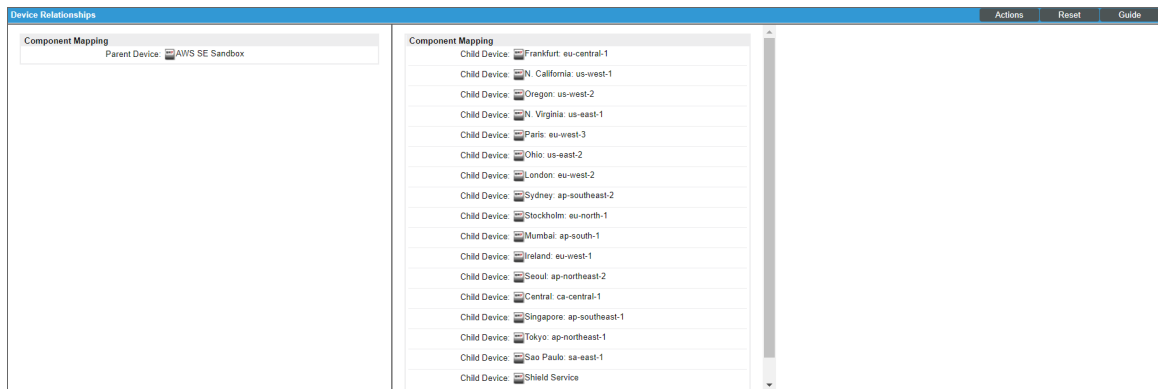 Device Relationships
Actions
Reset
Guide
Component Mapping
Parent Device: AWS SE Sandbox
Component Mapping
Child Device: Frankfurt: eu-central-1
Child Device: N. California: us-west-1
Child Device: Oregon: us-west-2
Child Device: N. Virginia: us-east-1
Child Device: Paris: eu-west-3
Child Device: Ohio: us-east-2
Child Device: London: eu-west-2
Child Device: Sydney: ap-southeast-2
Child Device: Stockholm: eu-north-1
Child Device: Mumbai: ap-south-1
Child Device: Ireland: eu-west-1
Child Device: Seoul: ap-northeast-2
Child Device: Central: ca-central-1
Child Device: Singapore: ap-southeast-1
Child Device: Tokyo: ap-northeast-1
Child Device: Sao Paulo: sa-east-1
Child Device: Shield Service